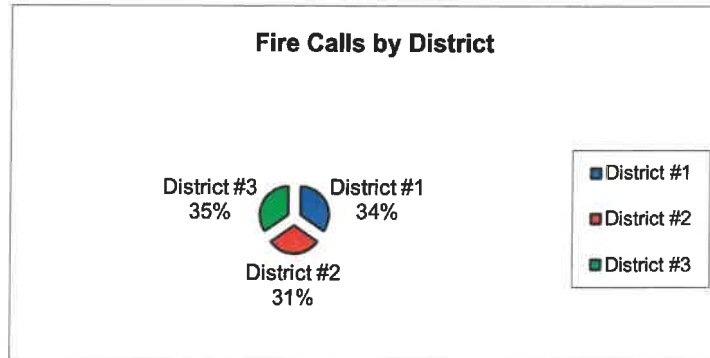 Fire Calls by District
District #3
35%
District #1
34%
District #2
31%
District #1
District #2
District #3